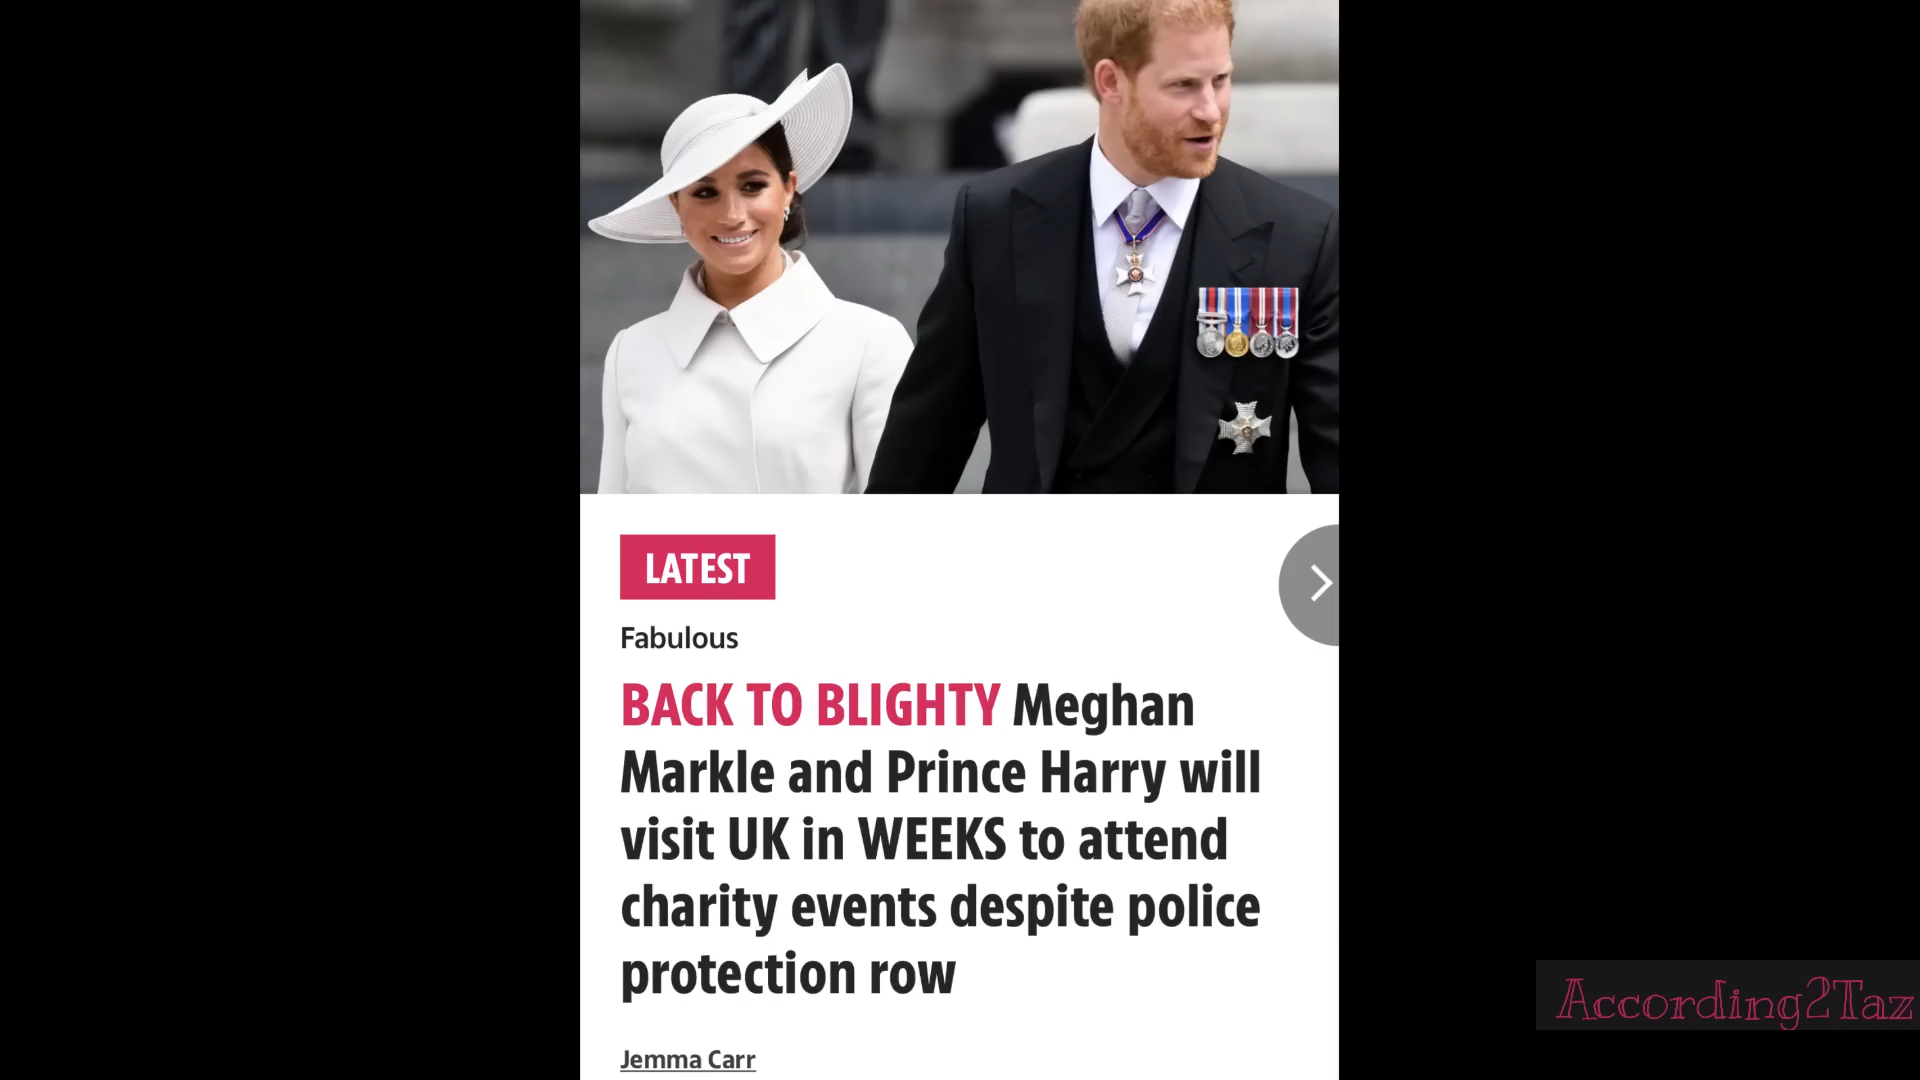 LATEST
Fabulous
BACK TO BLIGHTY Meghan
Markle and Prince Harry will
visit UK in WEEKS to attend
charity events despite police
protection row
Jemma Carr
According2Taz